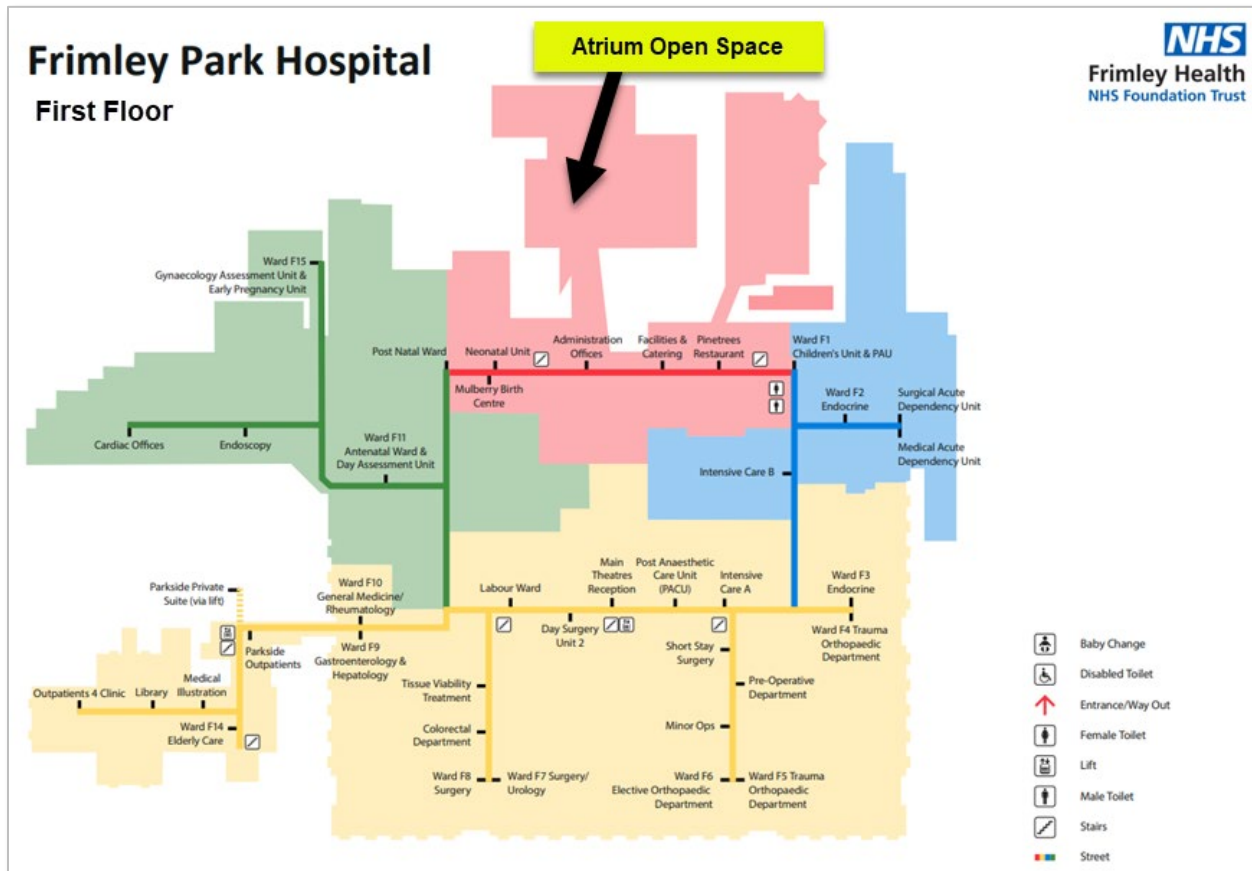 Frimley Park Hospital
First Floor
Atrium Open Space
NHS
Frimley Health
NHS Foundation Trust
Ward F15
Gynaecology Assessment Unit &
Early Pregnancy Unit
Post Natal Ward
Neonatal Unit
Administration
Offices
Facilities &
Catering
Pinetrees
Restaurant
Ward F1
Children's Unit & PAU
Mulberry Birth
Centre
Ward F2
Endocrine
Surgical Acute
Dependency Unit
Medical Acute
Dependency Unit
Cardiac Offices
Endoscopy
Ward F11
Antenatal Ward &
Day Assessment Unit
Intensive Care B
Parkside Private
Suite (via lift)
Ward F10
General Medicine/
Rheumatology
Labour Ward
Main
Theatres
Reception
Post Anaesthetic
Care Unit
(PACU)
Intensive
Care A
Ward F3
Endocrine
Parkside
Outpatients
Ward F9
Gastroenterology &
Hepatology
Day Surgery
Unit 2
Short Stay
Surgery
Ward F4 Trauma
Orthopaedic
Department
Outpatients 4 Clinic
Library
Medical
Illustration
Ward F14
Elderly Care
Tissue Viability
Treatment
Pre-Operative
Department
Colorectal
Department
Minor Ops
Ward F8
Surgery
Ward F7 Surgery/
Urology
Ward F6
Elective Orthopaedic
Department
Ward F5 Trauma
Orthopaedic
Department
Baby Change
Disabled Toilet
Entrance/Way Out
Female Toilet
Lift
Male Toilet
Stairs
Street